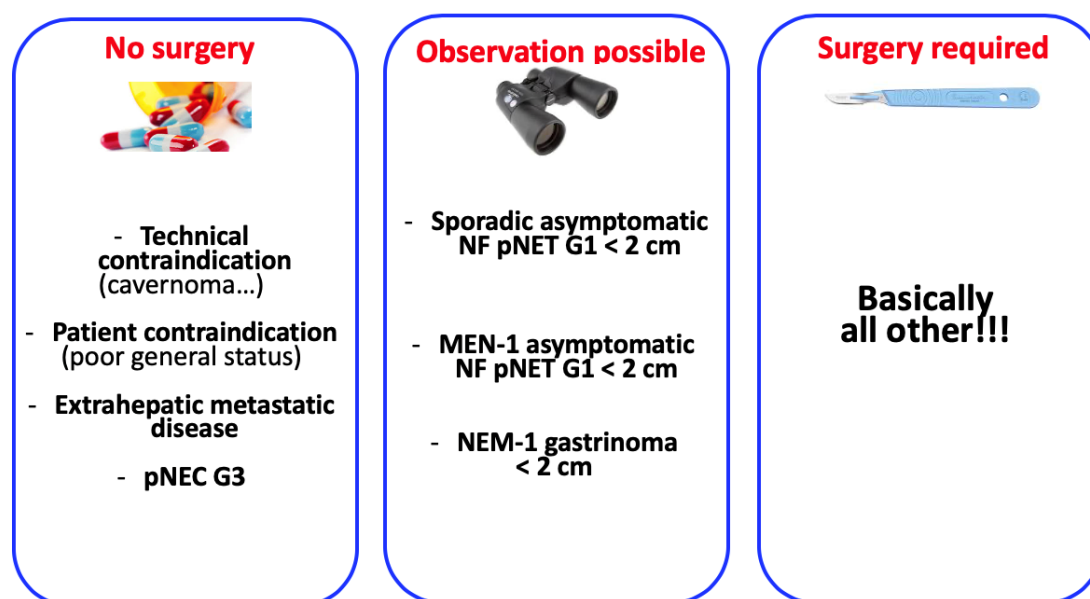 No surgery
- Technical
contraindication
(cavernoma...)
- Patient contraindication
(poor general status)
- Extrahepatic metastatic
disease
- pNEC G3
Observation possible
- Sporadic asymptomatic
NF pNET G1 < 2 cm
- MEN-1 asymptomatic
NF pNET G1 < 2 cm
- NEM-1 gastrinoma
< 2 cm
Surgery required
Basically
all other!!!